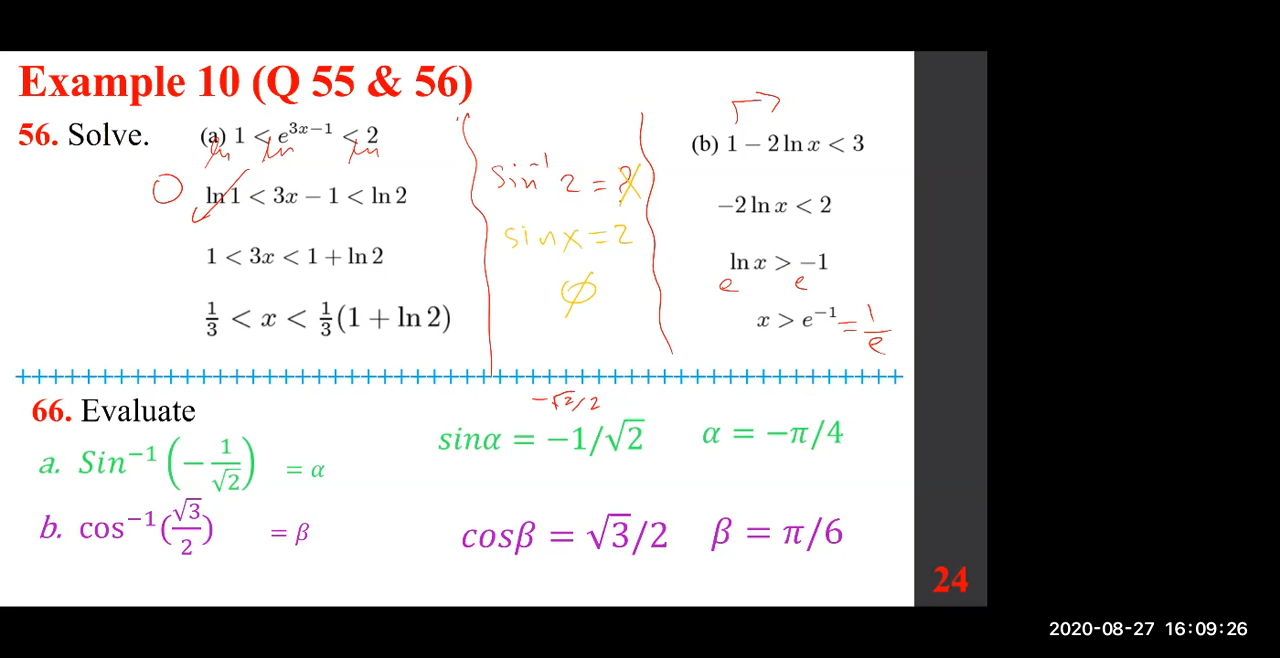 Example 10 (Q 55 & 56)
56. Solve. (a) 1 < e^{3x−1} < 2
ln ln ln
0 ln 1 < 3x − 1 < ln 2
1 < 3x < 1 + ln 2
1/3 < x < 1/3(1 + ln 2)
sin⁻¹ 2 =
sin x = 2
∅
(b) 1 − 2 ln x < 3
−2 ln x < 2
ln x > −1
e e
x > e⁻¹ = 1/e
66. Evaluate
a. Sin⁻¹(−1/√2) = α
−√2/2
sinα = −1/√2 α = −π/4
b. cos⁻¹(√3/2) = β
cosβ = √3/2 β = π/6
24
2020-08-27 16:09:26